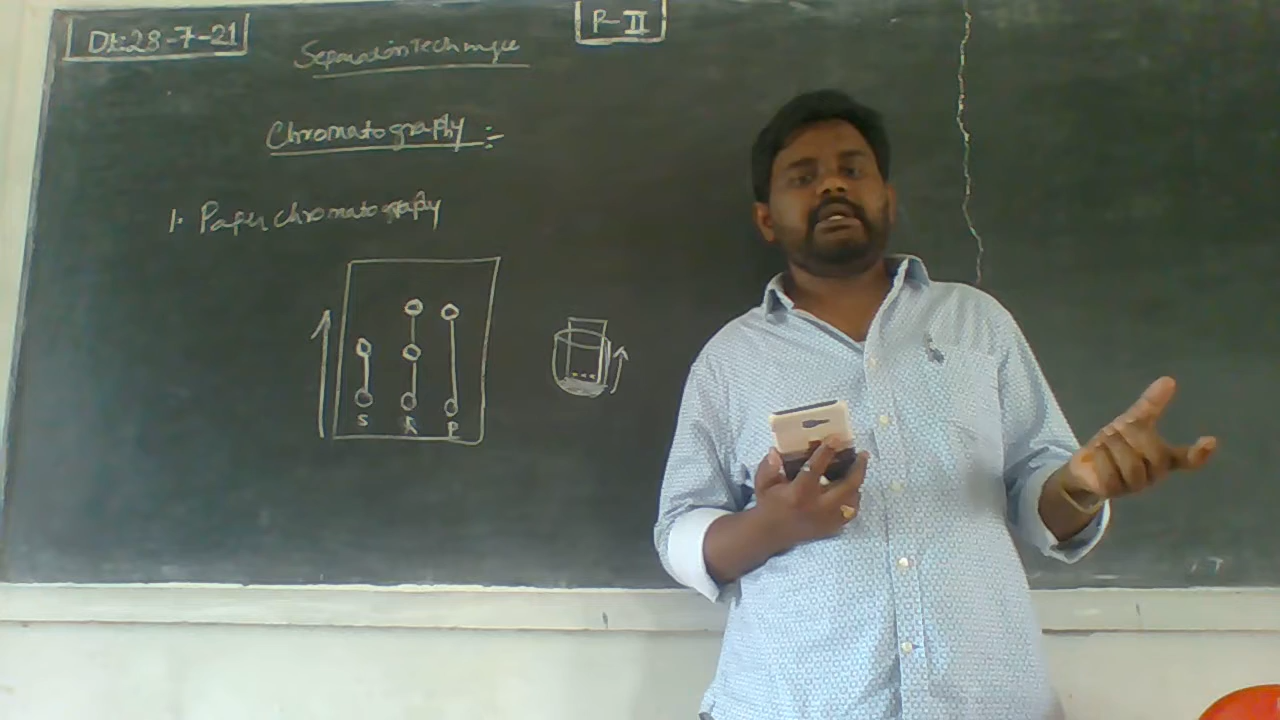 Dt:28-7-21
P-II
Separation Technique
Chromatography :-
1. Paper chromatography
S R P